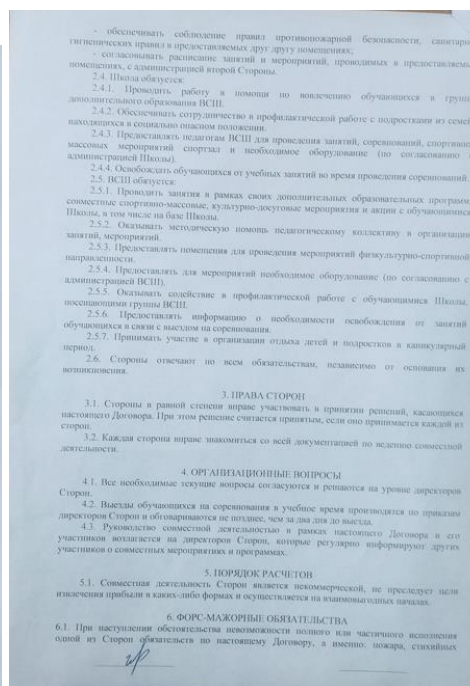 - обеспечивать соблюдение правил противопожарной безопасности, санитарно
гигиенических правил в предоставляемых друг другу помещениях;
- согласовывать расписание занятий и мероприятий, проводимых в предоставляемых
помещениях, с администрацией второй Стороны.
2.4. Школа обязуется:
2.4.1. Проводить работу в помощи по вовлечению обучающихся в группы
дополнительного образования ВСШ.
2.4.2. Обеспечивать сотрудничество в профилактической работе с подростками из семей
находящихся в социально опасном положении.
2.4.3. Предоставлять педагогам ВСШ для проведения занятий, соревнований, спортивно
массовых мероприятий спортзал и необходимое оборудование (по согласованию
администрацией Школы).
2.4.4. Освобождать обучающихся от учебных занятий во время проведения соревнований.
2.5. ВСШ обязуется:
2.5.1. Проводить занятия в рамках своих дополнительных образовательных программ,
совместные спортивно-массовые, культурно-досуговые мероприятия и акции с обучающимися
Школы, в том числе на базе Школы.
2.5.2. Оказывать методическую помощь педагогическому коллективу в организации
занятий, мероприятий.
2.5.3. Предоставлять помещения для проведения мероприятий физкультурно-спортивной
направленности.
2.5.4. Предоставлять для мероприятий необходимое оборудование (по согласованию с
администрацией ВСШ).
2.5.5. Оказывать содействие в профилактической работе с обучающимися Школы,
посещающими группы ВСШ.
2.5.6. Предоставлять информацию о необходимости освобождения от занятий
обучающихся в связи с выездом на соревнования.
2.5.7. Принимать участие в организации отдыха детей и подростков в каникулярный
период.
2.6. Стороны отвечают по всем обязательствам, независимо от основания их
возникновения.
3. ПРАВА СТОРОН
3.1. Стороны в равной степени вправе участвовать в принятии решений, касающихся
настоящего Договора. При этом решение считается принятым, если оно принимается каждой из
сторон.
3.2. Каждая сторона вправе знакомиться со всей документацией по ведению совместной
деятельности.
4. ОРГАНИЗАЦИОННЫЕ ВОПРОСЫ
4.1. Все необходимые текущие вопросы согласуются и решаются на уровне директоров
Сторон.
4.2. Выезды обучающихся на соревнования в учебное время производятся по приказам
директоров Сторон и обговариваются не позднее, чем за два дня до выезда.
4.3. Руководство совместной деятельностью в рамках настоящего Договора и его
участников возлагается на директоров Сторон, которые регулярно информируют других
участников о совместных мероприятиях и программах.
5. ПОРЯДОК РАСЧЕТОВ
5.1. Совместная деятельность Сторон является некоммерческой, не преследует цели
извлечения прибыли в каких-либо формах и осуществляется на взаимовыгодных началах.
6. ФОРС-МАЖОРНЫЕ ОБЯЗАТЕЛЬСТВА
6.1. При наступлении обстоятельства невозможности полного или частичного исполнения
одной из Сторон обязательств по настоящему Договору, а именно: пожара, стихийных